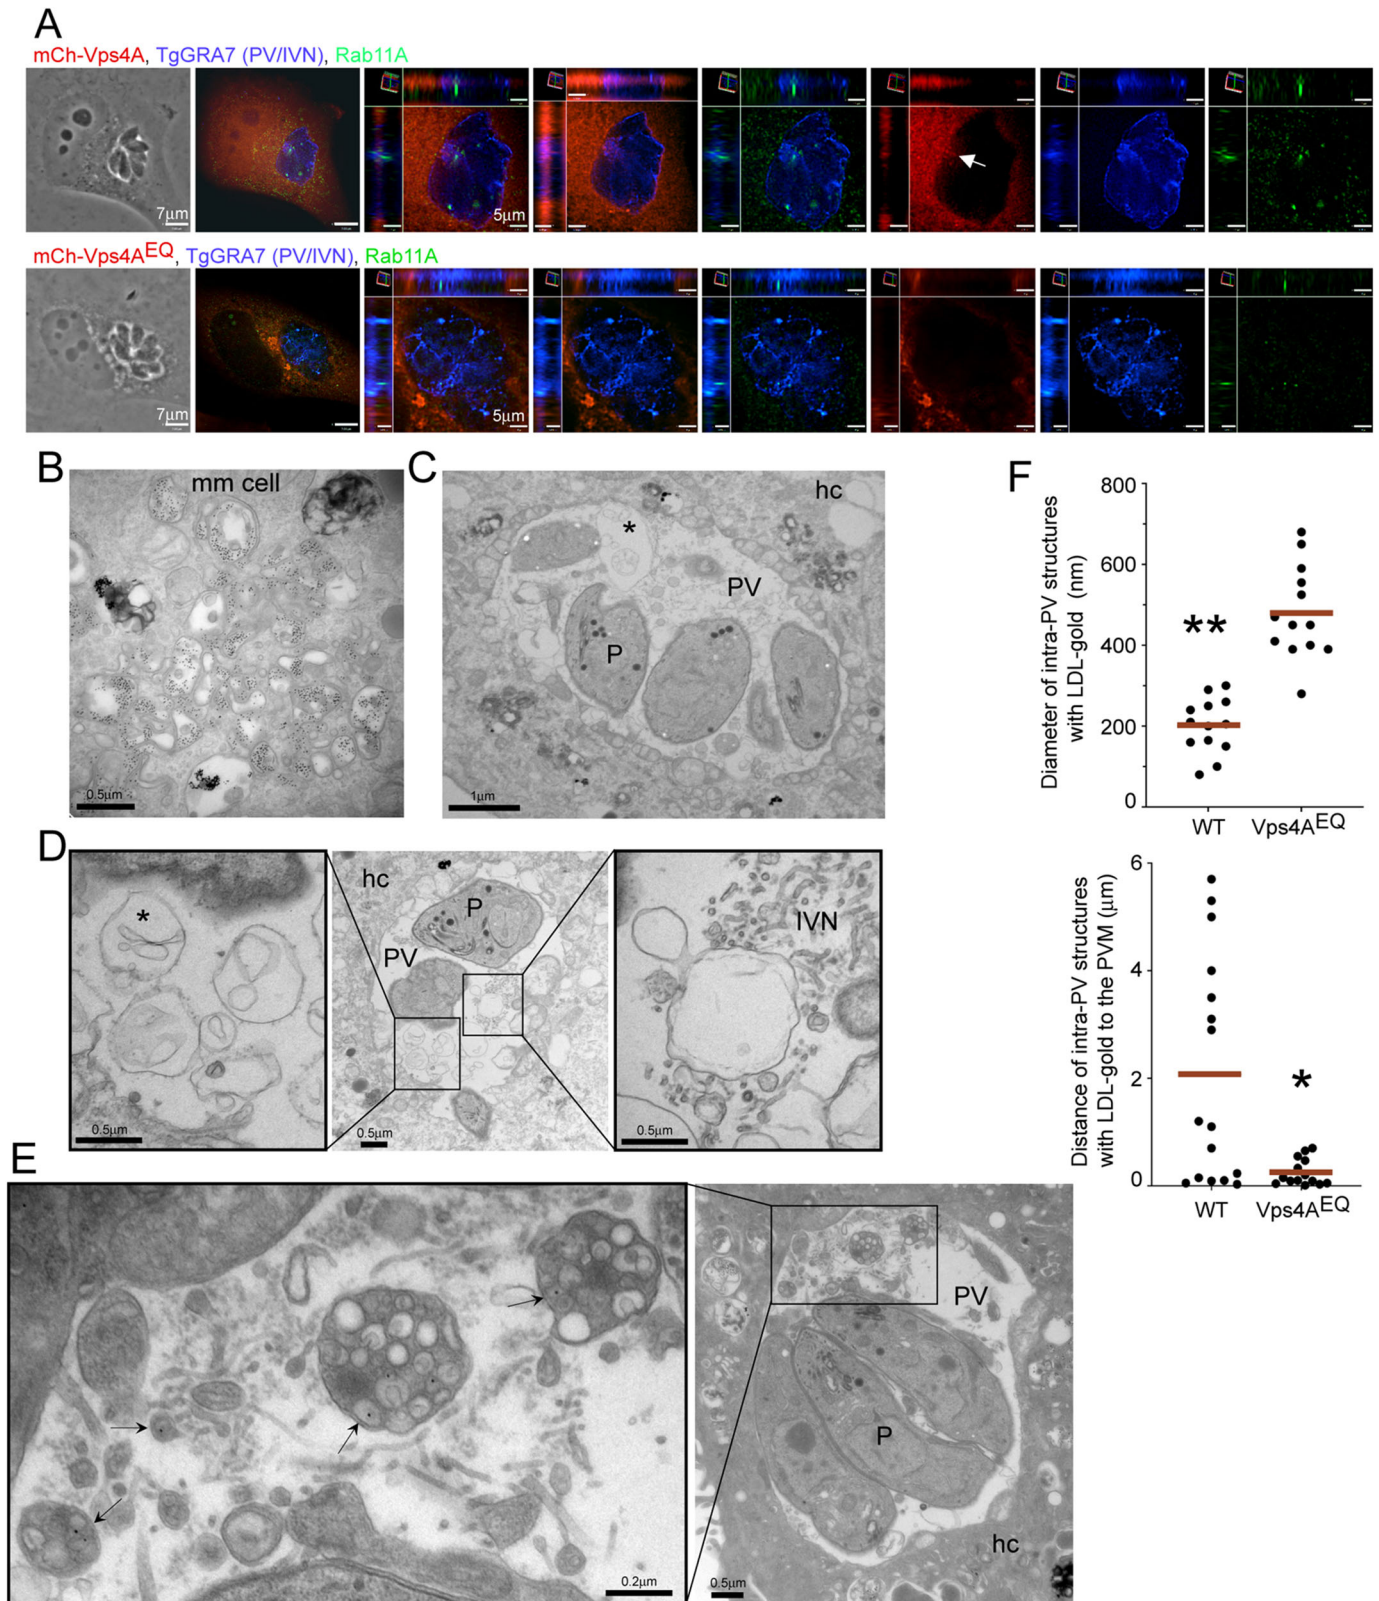 A
mCh-Vps4A, TgGRA7 (PV/IVN), Rab11A
7µm
5µm
mCh-Vps4AEQ, TgGRA7 (PV/IVN), Rab11A
7µm
5µm
B
mm cell
0.5µm
C
hc
*
PV
P
1µm
D
*
0.5µm
hc
P
PV
0.5µm
IVN
0.5µm
E
0.2µm
PV
P
hc
0.5µm
F
Diameter of intra-PV structures
with LDL-gold (nm)
800
600
400
200
0
**
WT Vps4AEQ
Distance of intra-PV structures
with LDL-gold to the PVM (µm)
6
4
2
0
*
WT Vps4AEQ